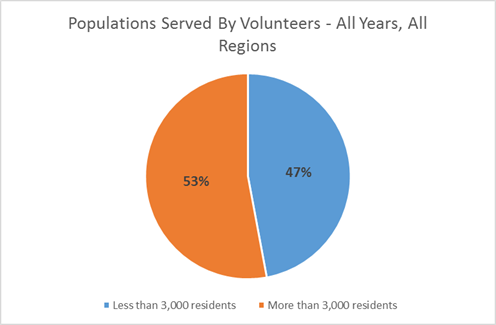 Populations Served By Volunteers - All Years, All
Regions
47%
53%
Less than 3,000 residents
More than 3,000 residents